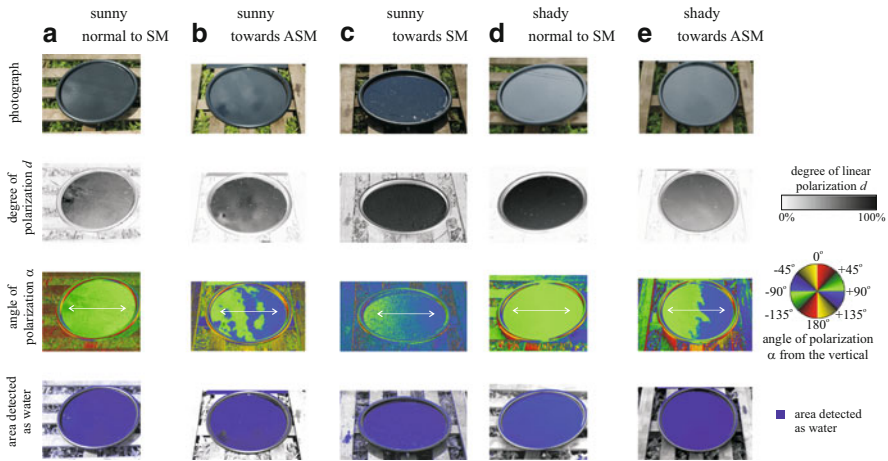 sunny
a normal to SM
sunny
b towards ASM
sunny
c towards SM
shady
d normal to SM
shady
e towards ASM
photograph
degree of
polarization d
degree of linear
polarization d
0% 100%
angle of
polarization α
0°
-45° +45°
-90° +90°
-135° +135°
180°
angle of polarization
α from the vertical
area detected
as water
area detected
as water